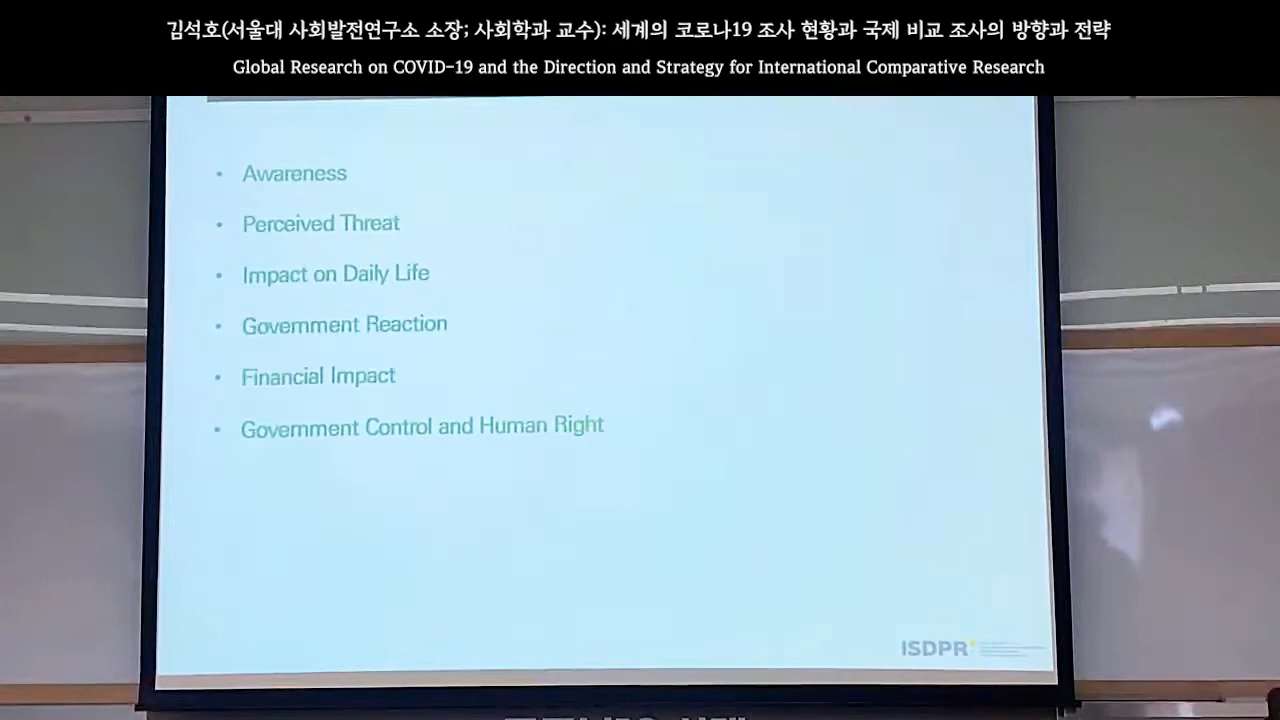 김석호(서울대 사회발전연구소 소장; 사회학과 교수): 세계의 코로나19 조사 현황과 국제 비교 조사의 방향과 전략
Global Research on COVID-19 and the Direction and Strategy for International Comparative Research
• Awareness
• Perceived Threat
• Impact on Daily Life
• Government Reaction
• Financial Impact
• Government Control and Human Right
ISDPR